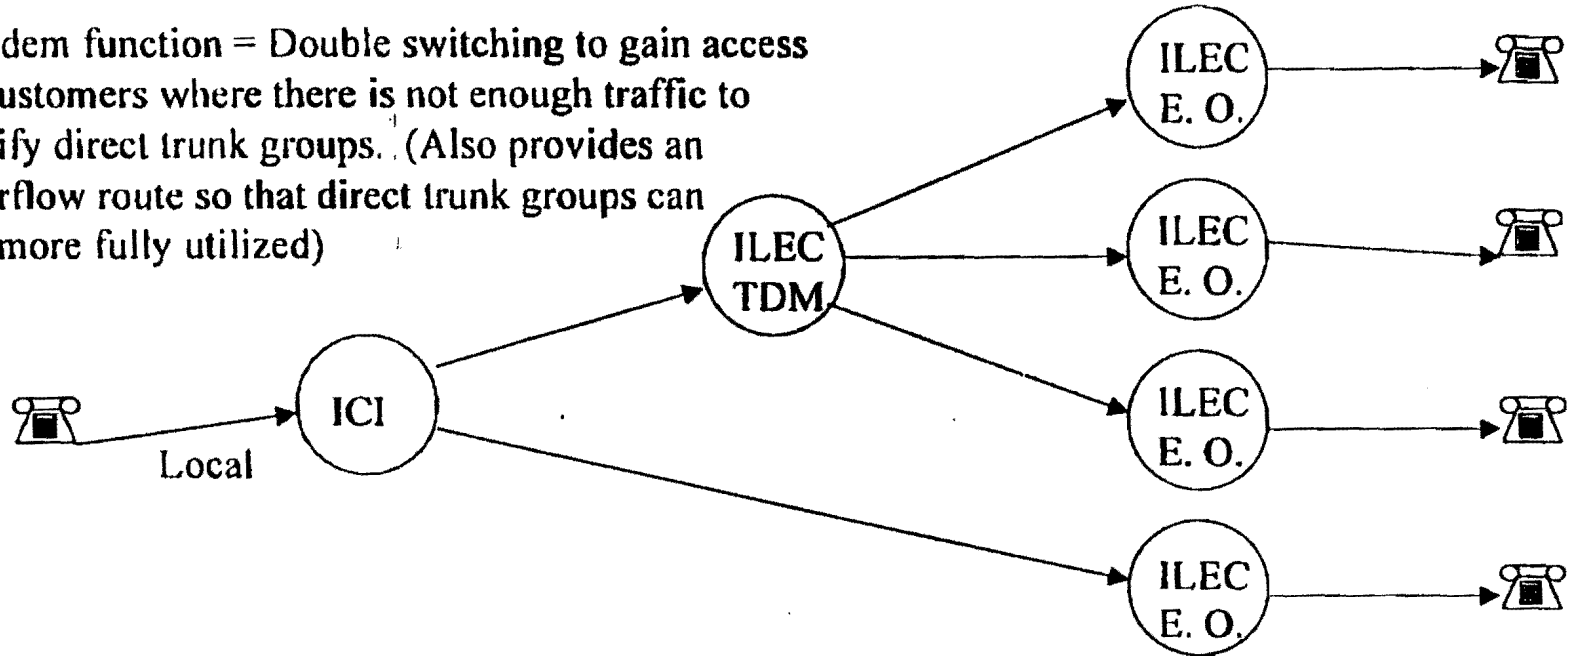 dem function = Double switching to gain access
ustomers where there is not enough traffic to
ify direct trunk groups. (Also provides an
rflow route so that direct trunk groups can
more fully utilized)
ILEC
E. O.
ILEC
E. O.
ILEC
TDM
ICI
Local
ILEC
E. O.
ILEC
E. O.